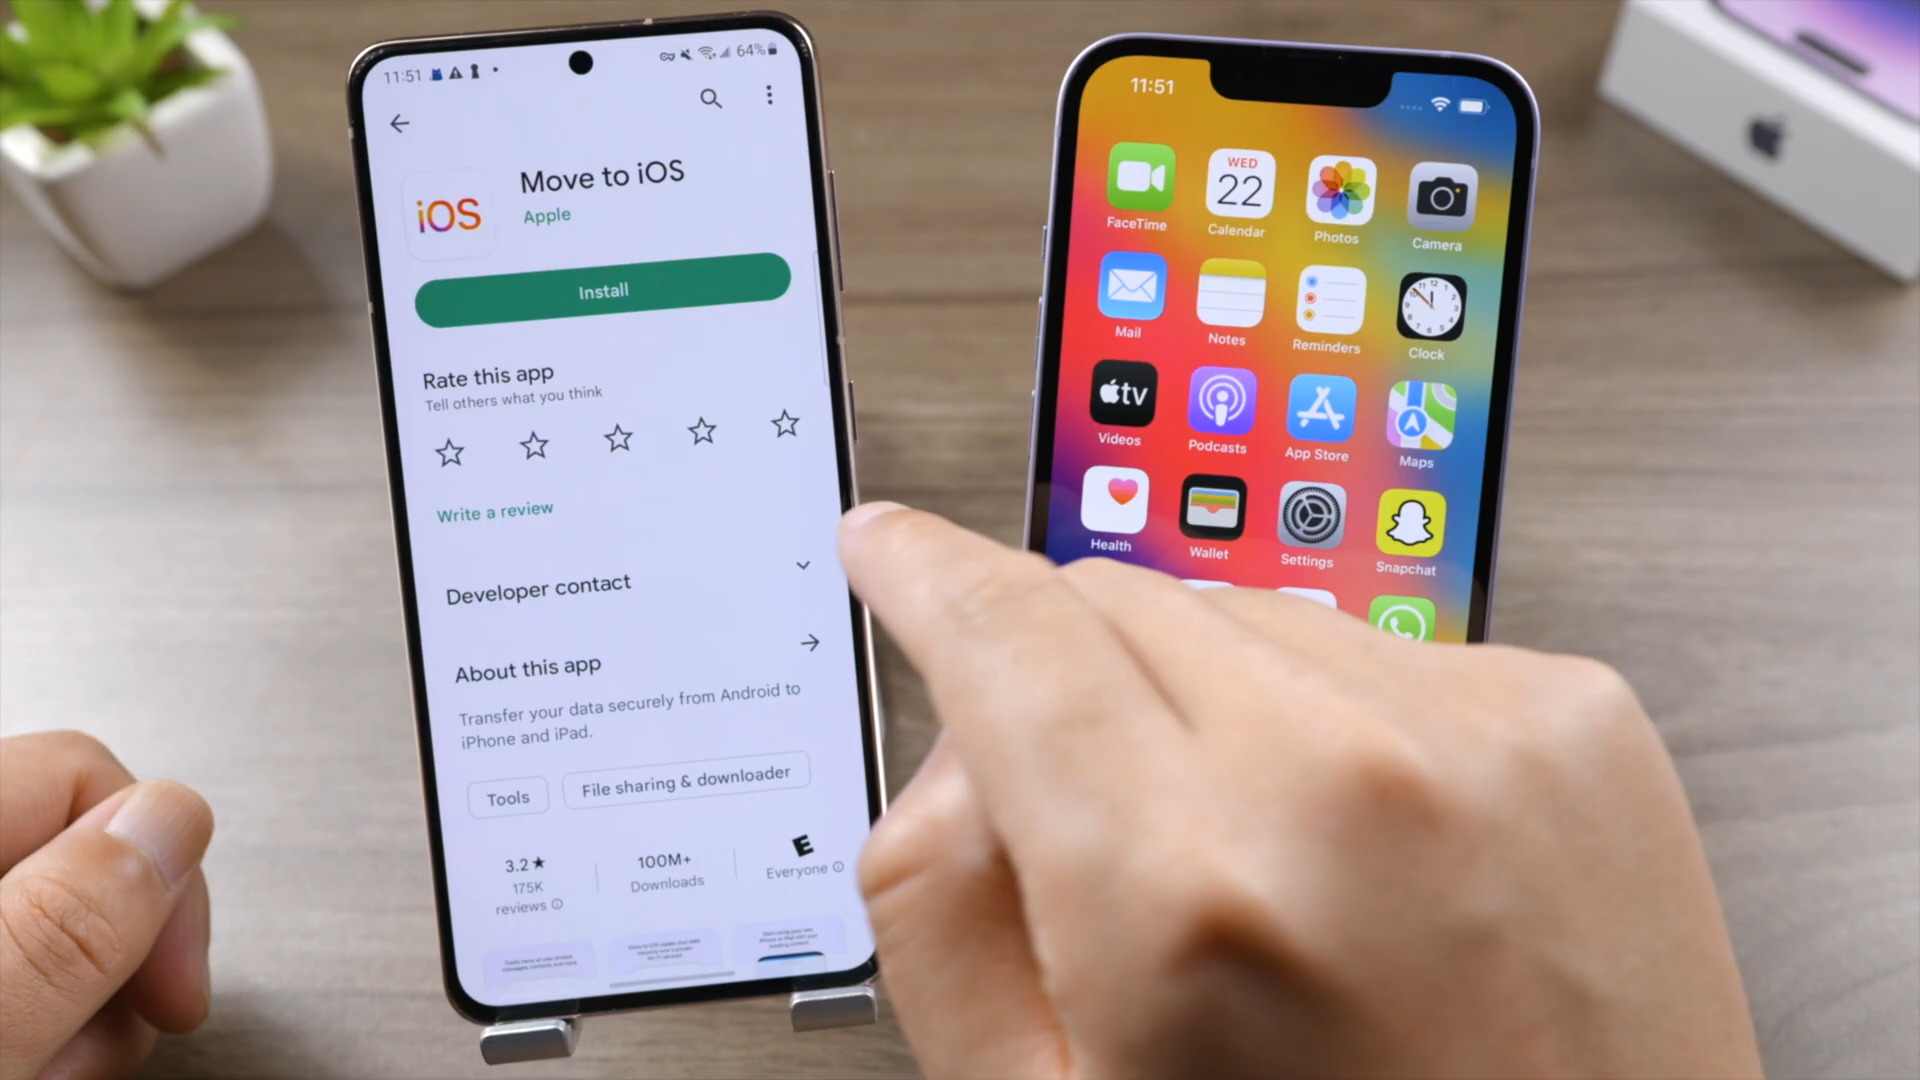 11:51
64%
Move to iOS
Apple
iOS
Install
Rate this app
Tell others what you think
Write a review
Developer contact
About this app
Transfer your data securely from Android to
iPhone and iPad.
Tools
File sharing & downloader
3.2★
175K
reviews
100M+
Downloads
E
Everyone
11:51
FaceTime
WED
22
Calendar
Photos
Camera
Mail
Notes
Reminders
Clock
tv
Videos
Podcasts
App Store
Maps
Health
Wallet
Settings
Snapchat